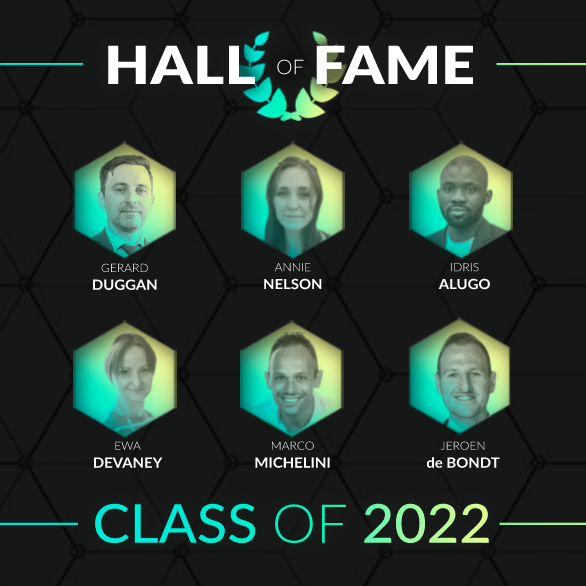 HALL OF FAME
GERARD
DUGGAN
ANNIE
NELSON
IDRIS
ALUGO
EWA
DEVANEY
MARCO
MICHELINI
JEROEN
de BONDT
CLASS OF 2022